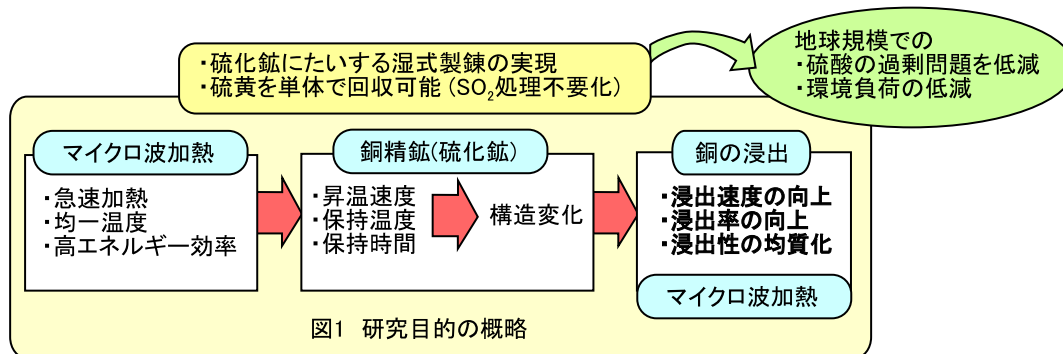 ・硫化鉱にたいする湿式製錬の実現
・硫黄を単体で回収可能(SO₂処理不要化)
地球規模での
・硫酸の過剰問題を低減
・環境負荷の低減
マイクロ波加熱
・急速加熱
・均一温度
・高エネルギー効率
銅精鉱(硫化鉱)
・昇温速度
・保持温度
・保持時間
構造変化
銅の浸出
・浸出速度の向上
・浸出率の向上
・浸出性の均質化
マイクロ波加熱
図1 研究目的の概略